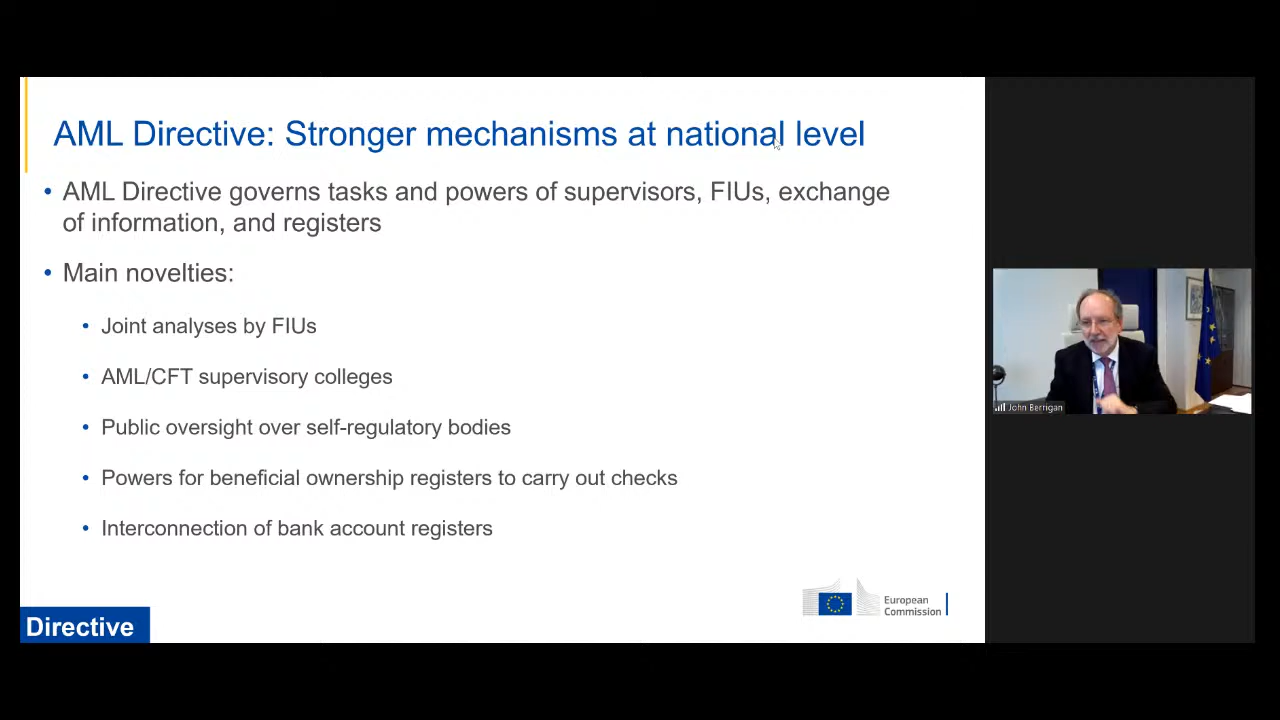 AML Directive: Stronger mechanisms at national level
• AML Directive governs tasks and powers of supervisors, FIUs, exchange
of information, and registers
• Main novelties:
• Joint analyses by FIUs
• AML/CFT supervisory colleges
• Public oversight over self-regulatory bodies
• Powers for beneficial ownership registers to carry out checks
• Interconnection of bank account registers
European
Commission
Directive
John Berrigan